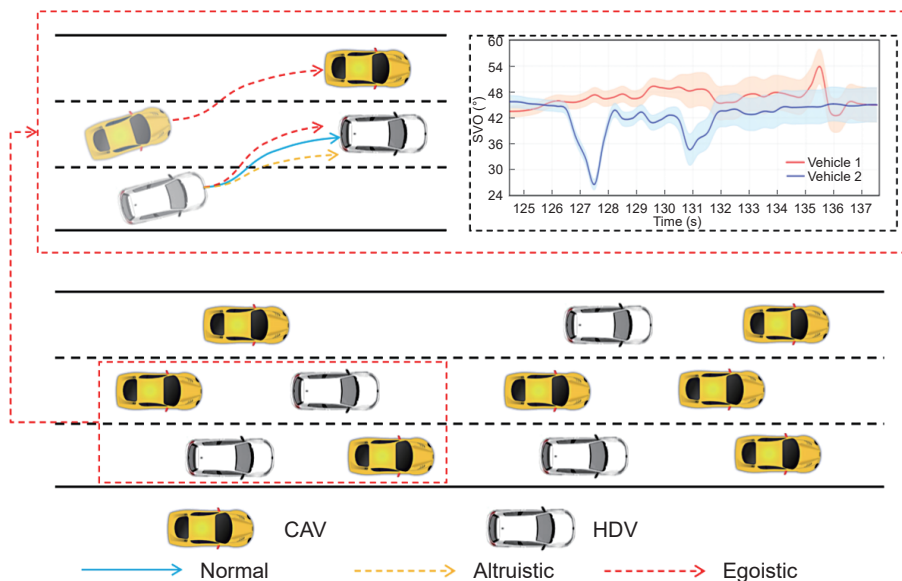 60
54
48
42
36
30
24
SVO (°)
Vehicle 1
Vehicle 2
125 126 127 128 129 130 131 132 133 134 135 136 137
Time (s)
CAV
HDV
Normal
Altruistic
Egoistic